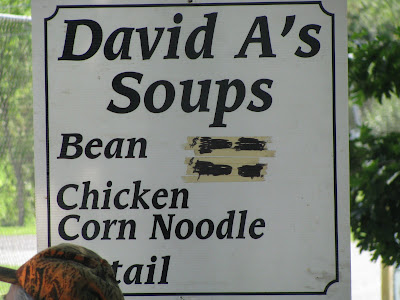 David A's
Soups
Bean
Chicken
Corn Noodle
tail